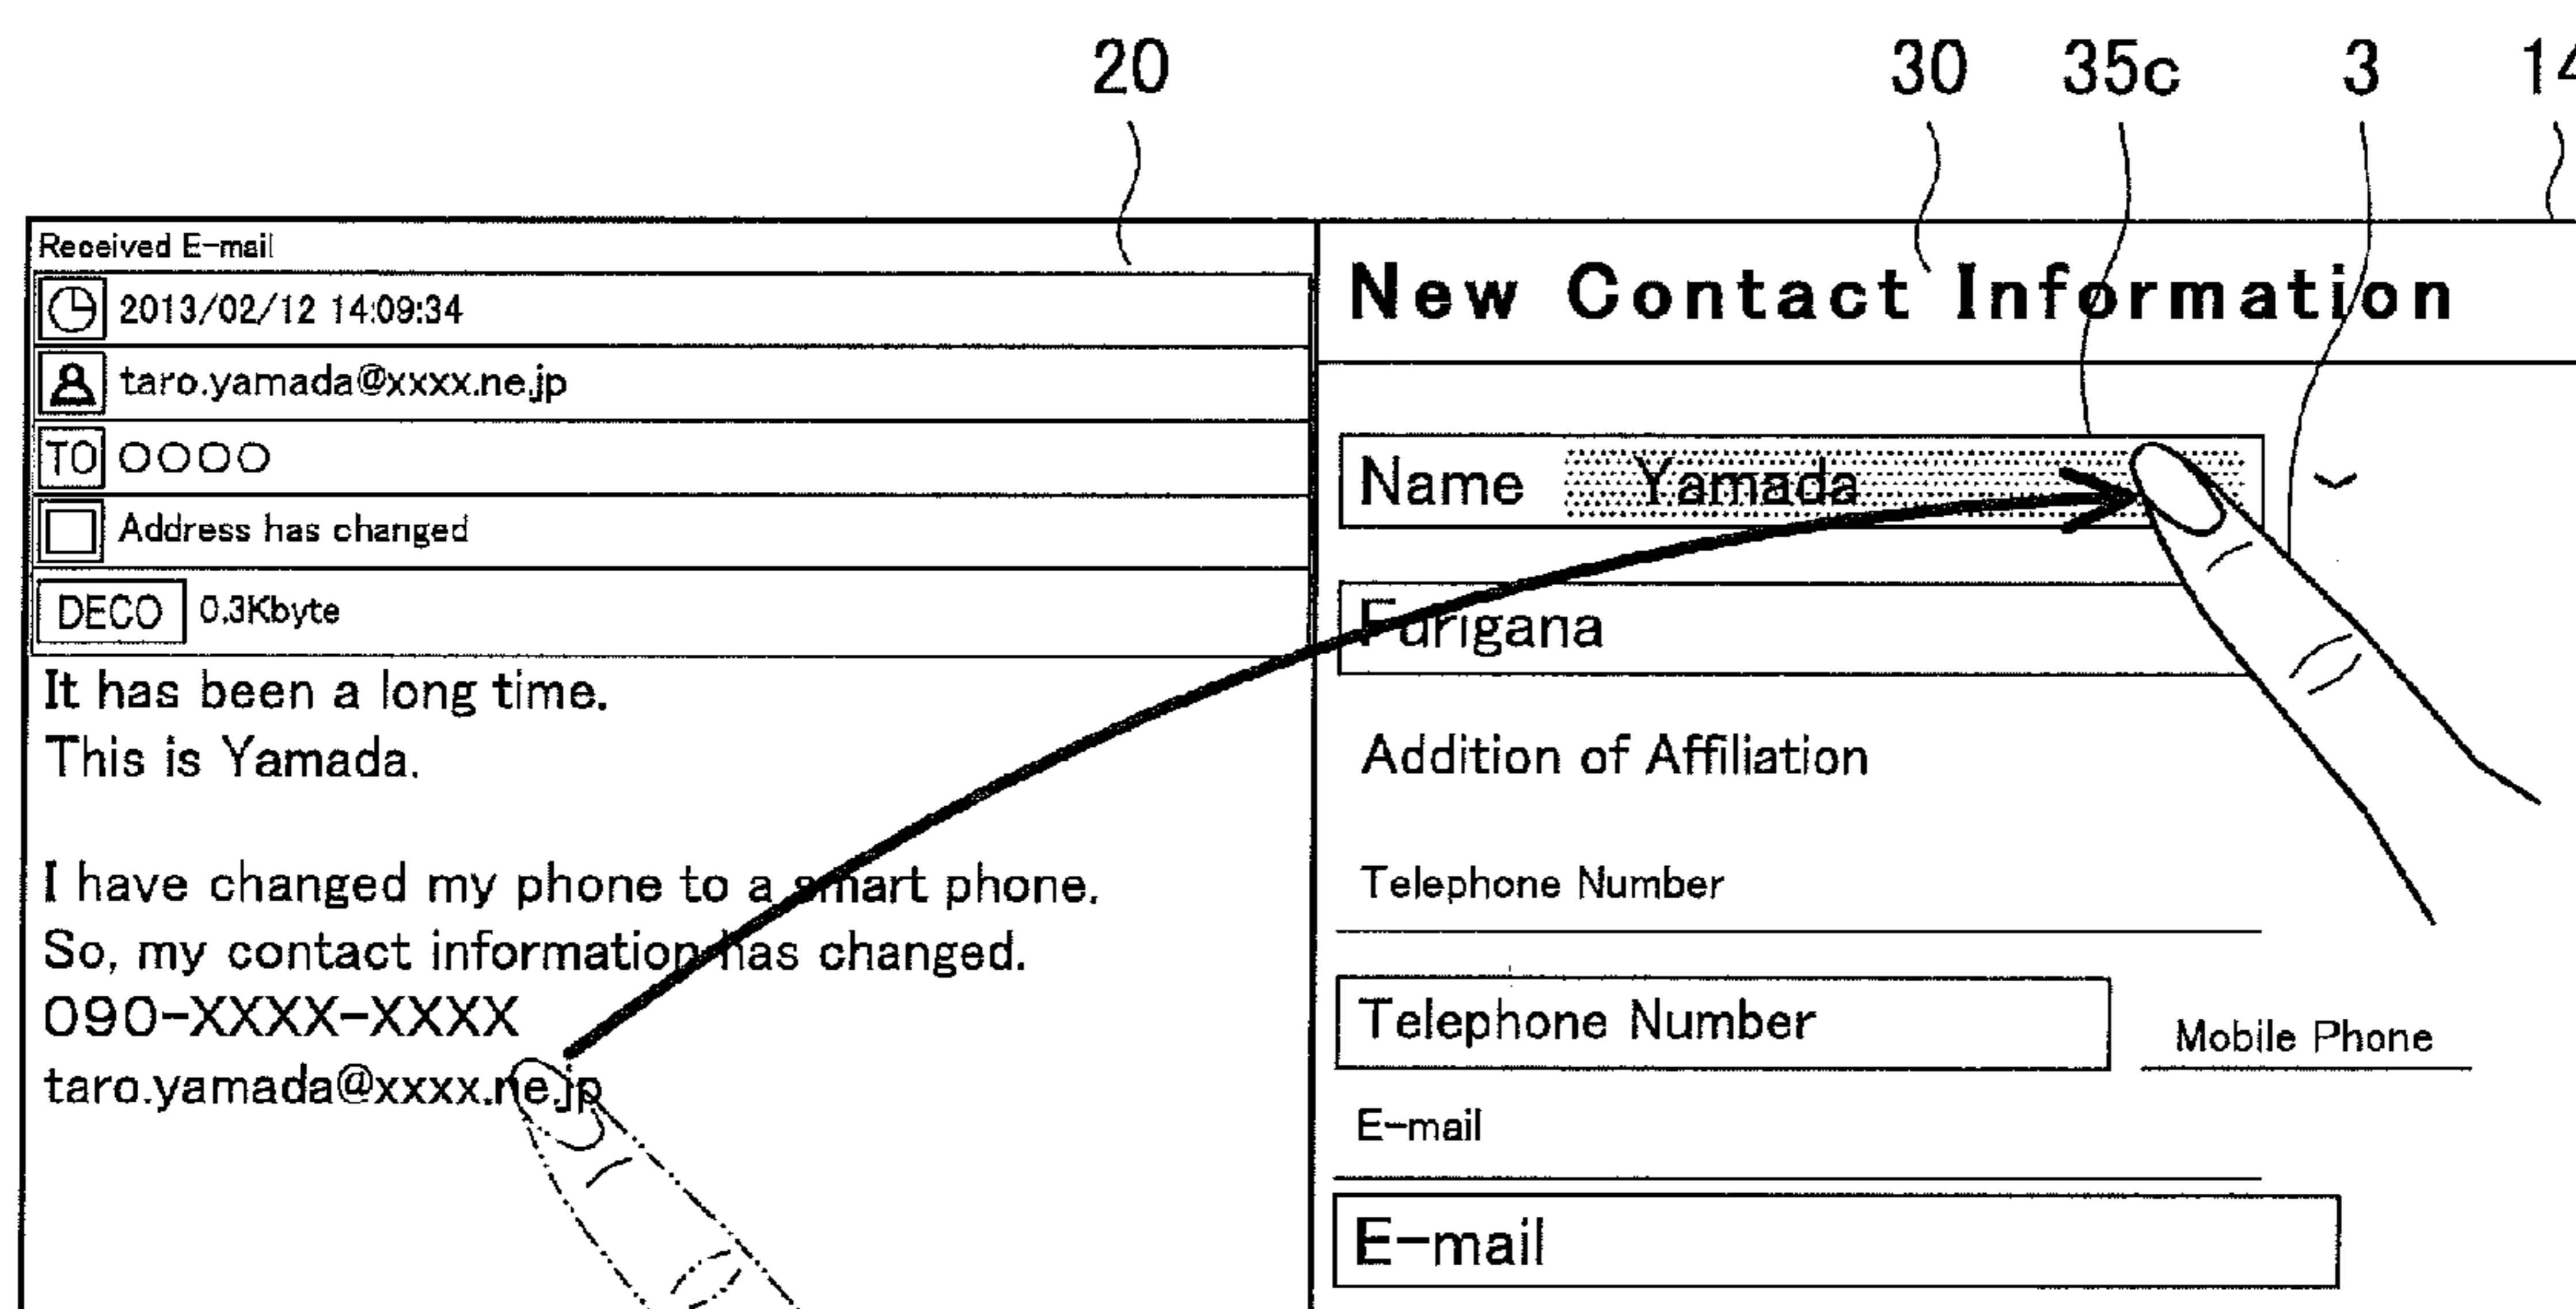 20 30 35c 3 14
Received E-mail
2013/02/12 14:09:34
taro.yamada@xxxx.ne.jp
TO ○○○○
Address has changed
DECO 0.3Kbyte
It has been a long time.
This is Yamada.
I have changed my phone to a smart phone.
So, my contact information has changed.
090-XXXX-XXXX
taro.yamada@xxxx.ne.jp
New Contact Information
Name Yamada
Furigana
Addition of Affiliation
Telephone Number
Telephone Number
Mobile Phone
E-mail
E-mail